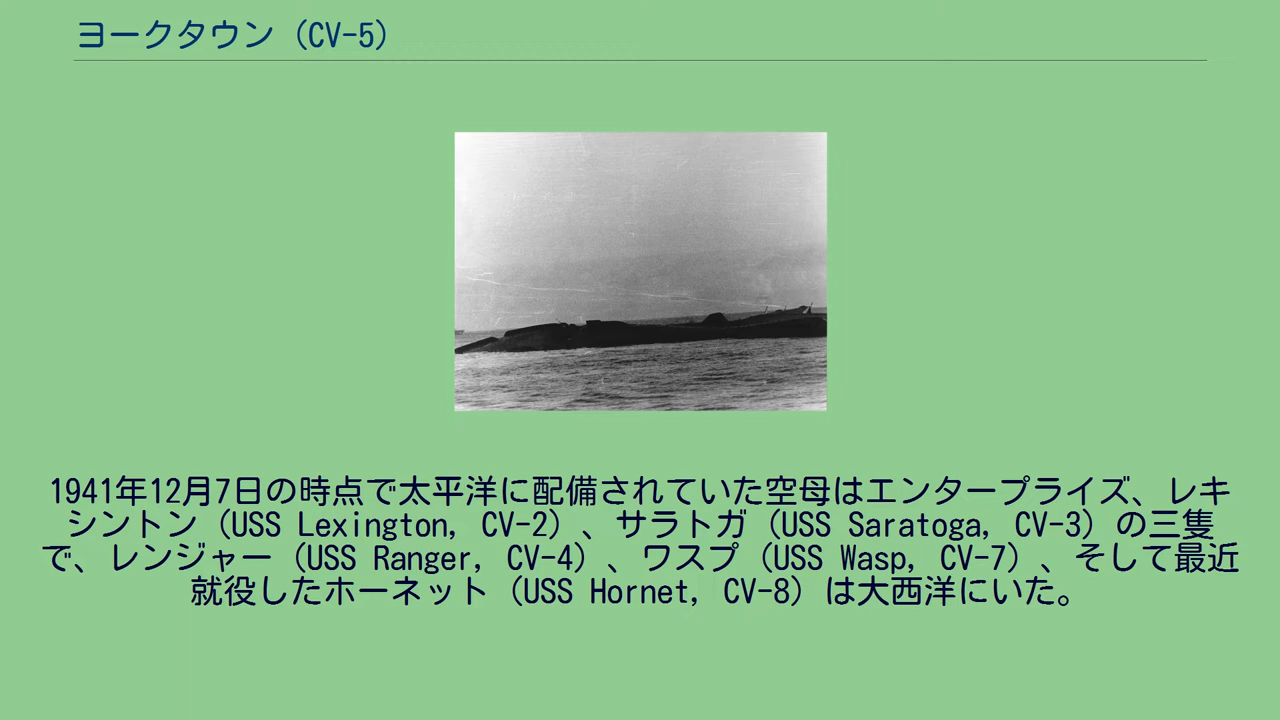 ヨークタウン（CV-5）
1941年12月7日の時点で太平洋に配備されていた空母はエンタープライズ、レキ
シントン（USS Lexington, CV-2）、サラトガ（USS Saratoga, CV-3）の三隻
で、レンジャー（USS Ranger, CV-4）、ワスプ（USS Wasp, CV-7）、そして最近
就役したホーネット（USS Hornet, CV-8）は大西洋にいた。